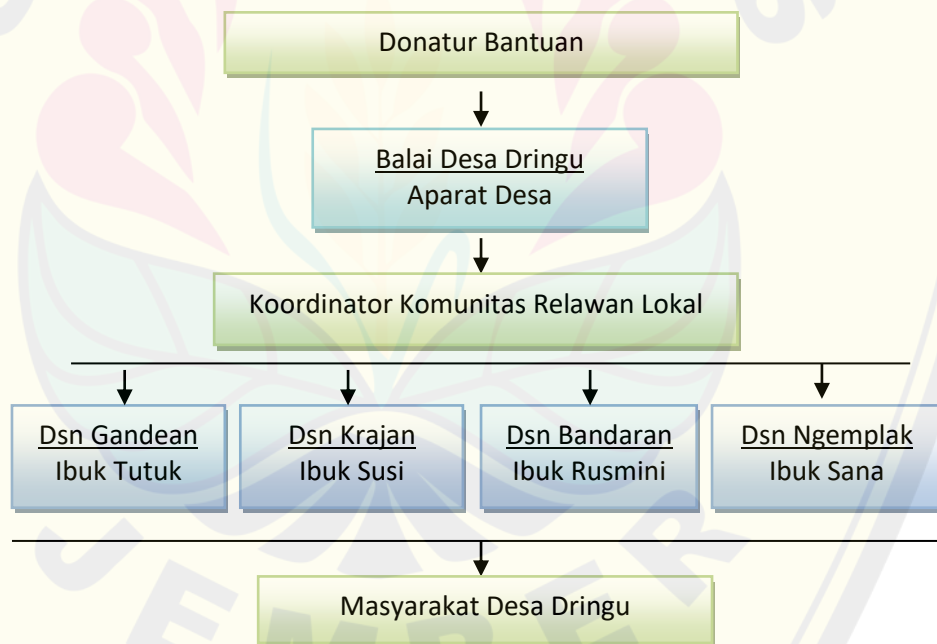 Donatur Bantuan
Balai Desa Dringu
Aparat Desa
Koordinator Komunitas Relawan Lokal
Dsn Gandean
Ibuk Tutuk
Dsn Krajan
Ibuk Susi
Dsn Bandaran
Ibuk Rusmini
Dsn Ngemplak
Ibuk Sana
Masyarakat Desa Dringu
JEMBER